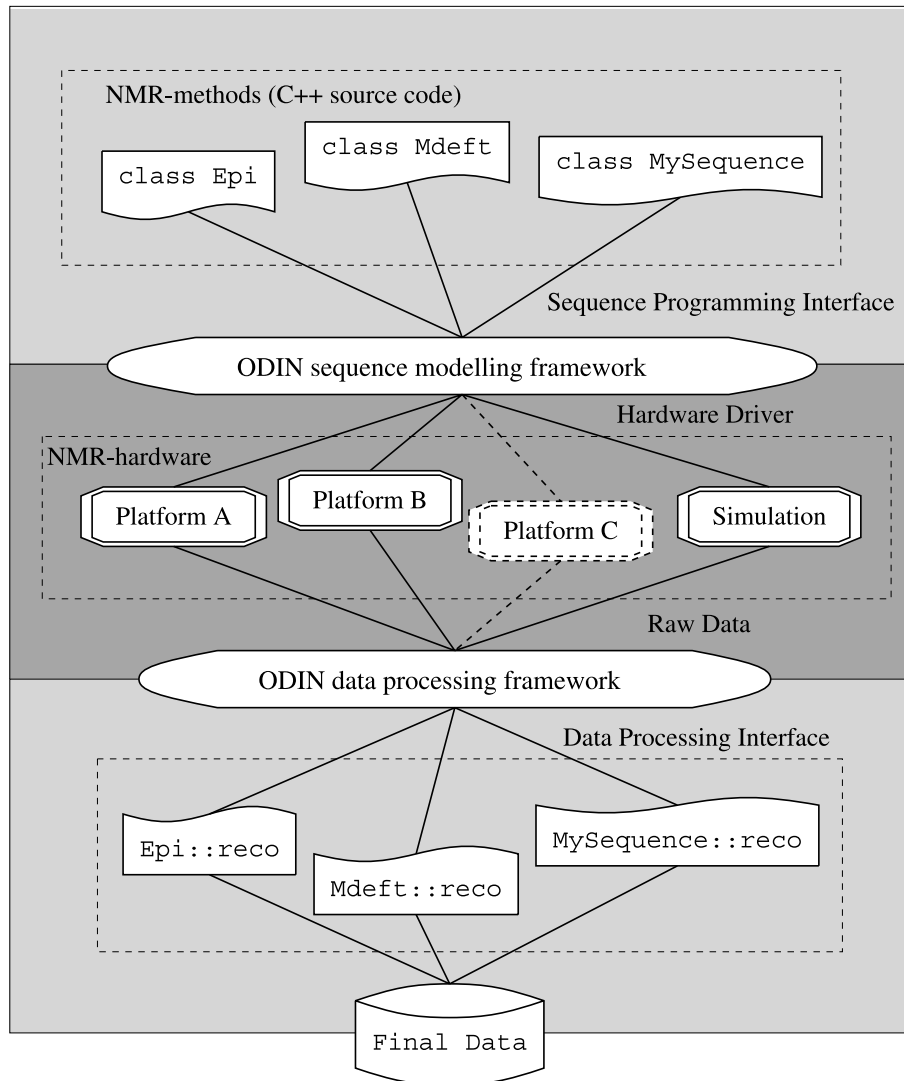 NMR-methods (C++ source code)
class Epi
class Mdeft
class MySequence
Sequence Programming Interface
ODIN sequence modelling framework
Hardware Driver
NMR-hardware
Platform A
Platform B
Platform C
Simulation
Raw Data
ODIN data processing framework
Data Processing Interface
Epi::reco
Mdeft::reco
MySequence::reco
Final Data